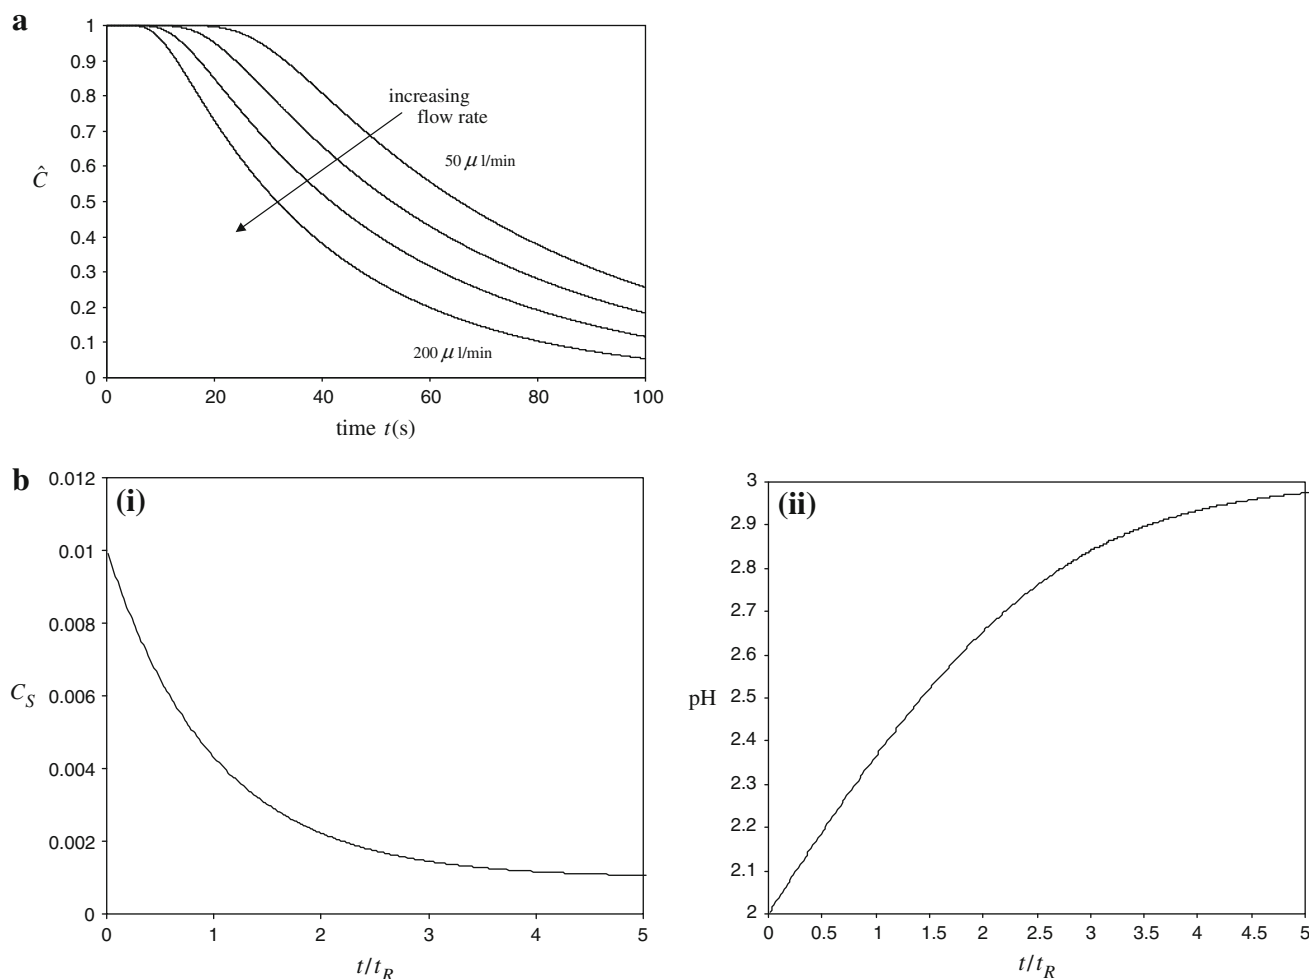 a
1
0.9
0.8
0.7
0.6
0.5
0.4
0.3
0.2
0.1
0
Ĉ
increasing
flow rate
50 μ l/min
200 μ l/min
0 20 40 60 80 100
time t(s)
b
(i)
0.012
0.01
0.008
0.006
0.004
0.002
0
C_S
0 1 2 3 4 5
t/t_R
(ii)
3
2.9
2.8
2.7
2.6
2.5
2.4
2.3
2.2
2.1
2
pH
0 0.5 1 1.5 2 2.5 3 3.5 4 4.5 5
t/t_R